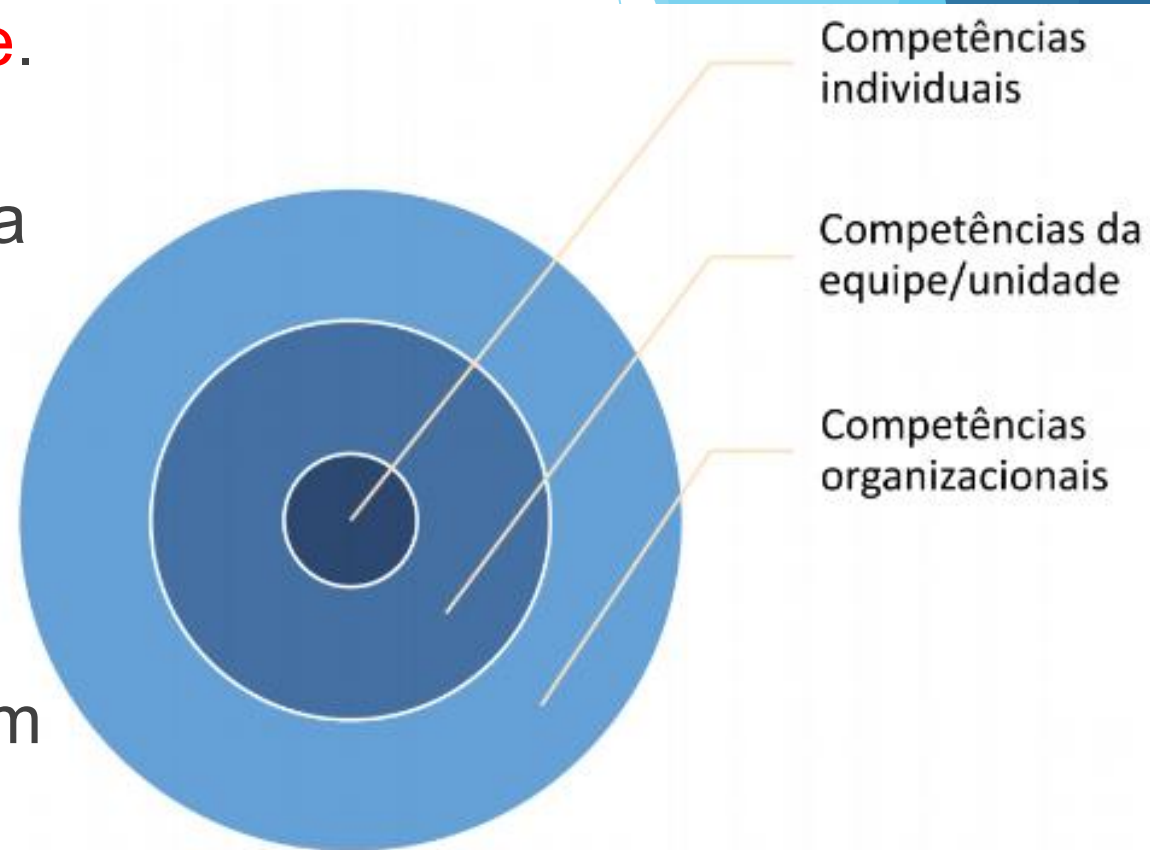 e.
a
m
Competências
individuais
Competências da
equipe/unidade
Competências
organizacionais